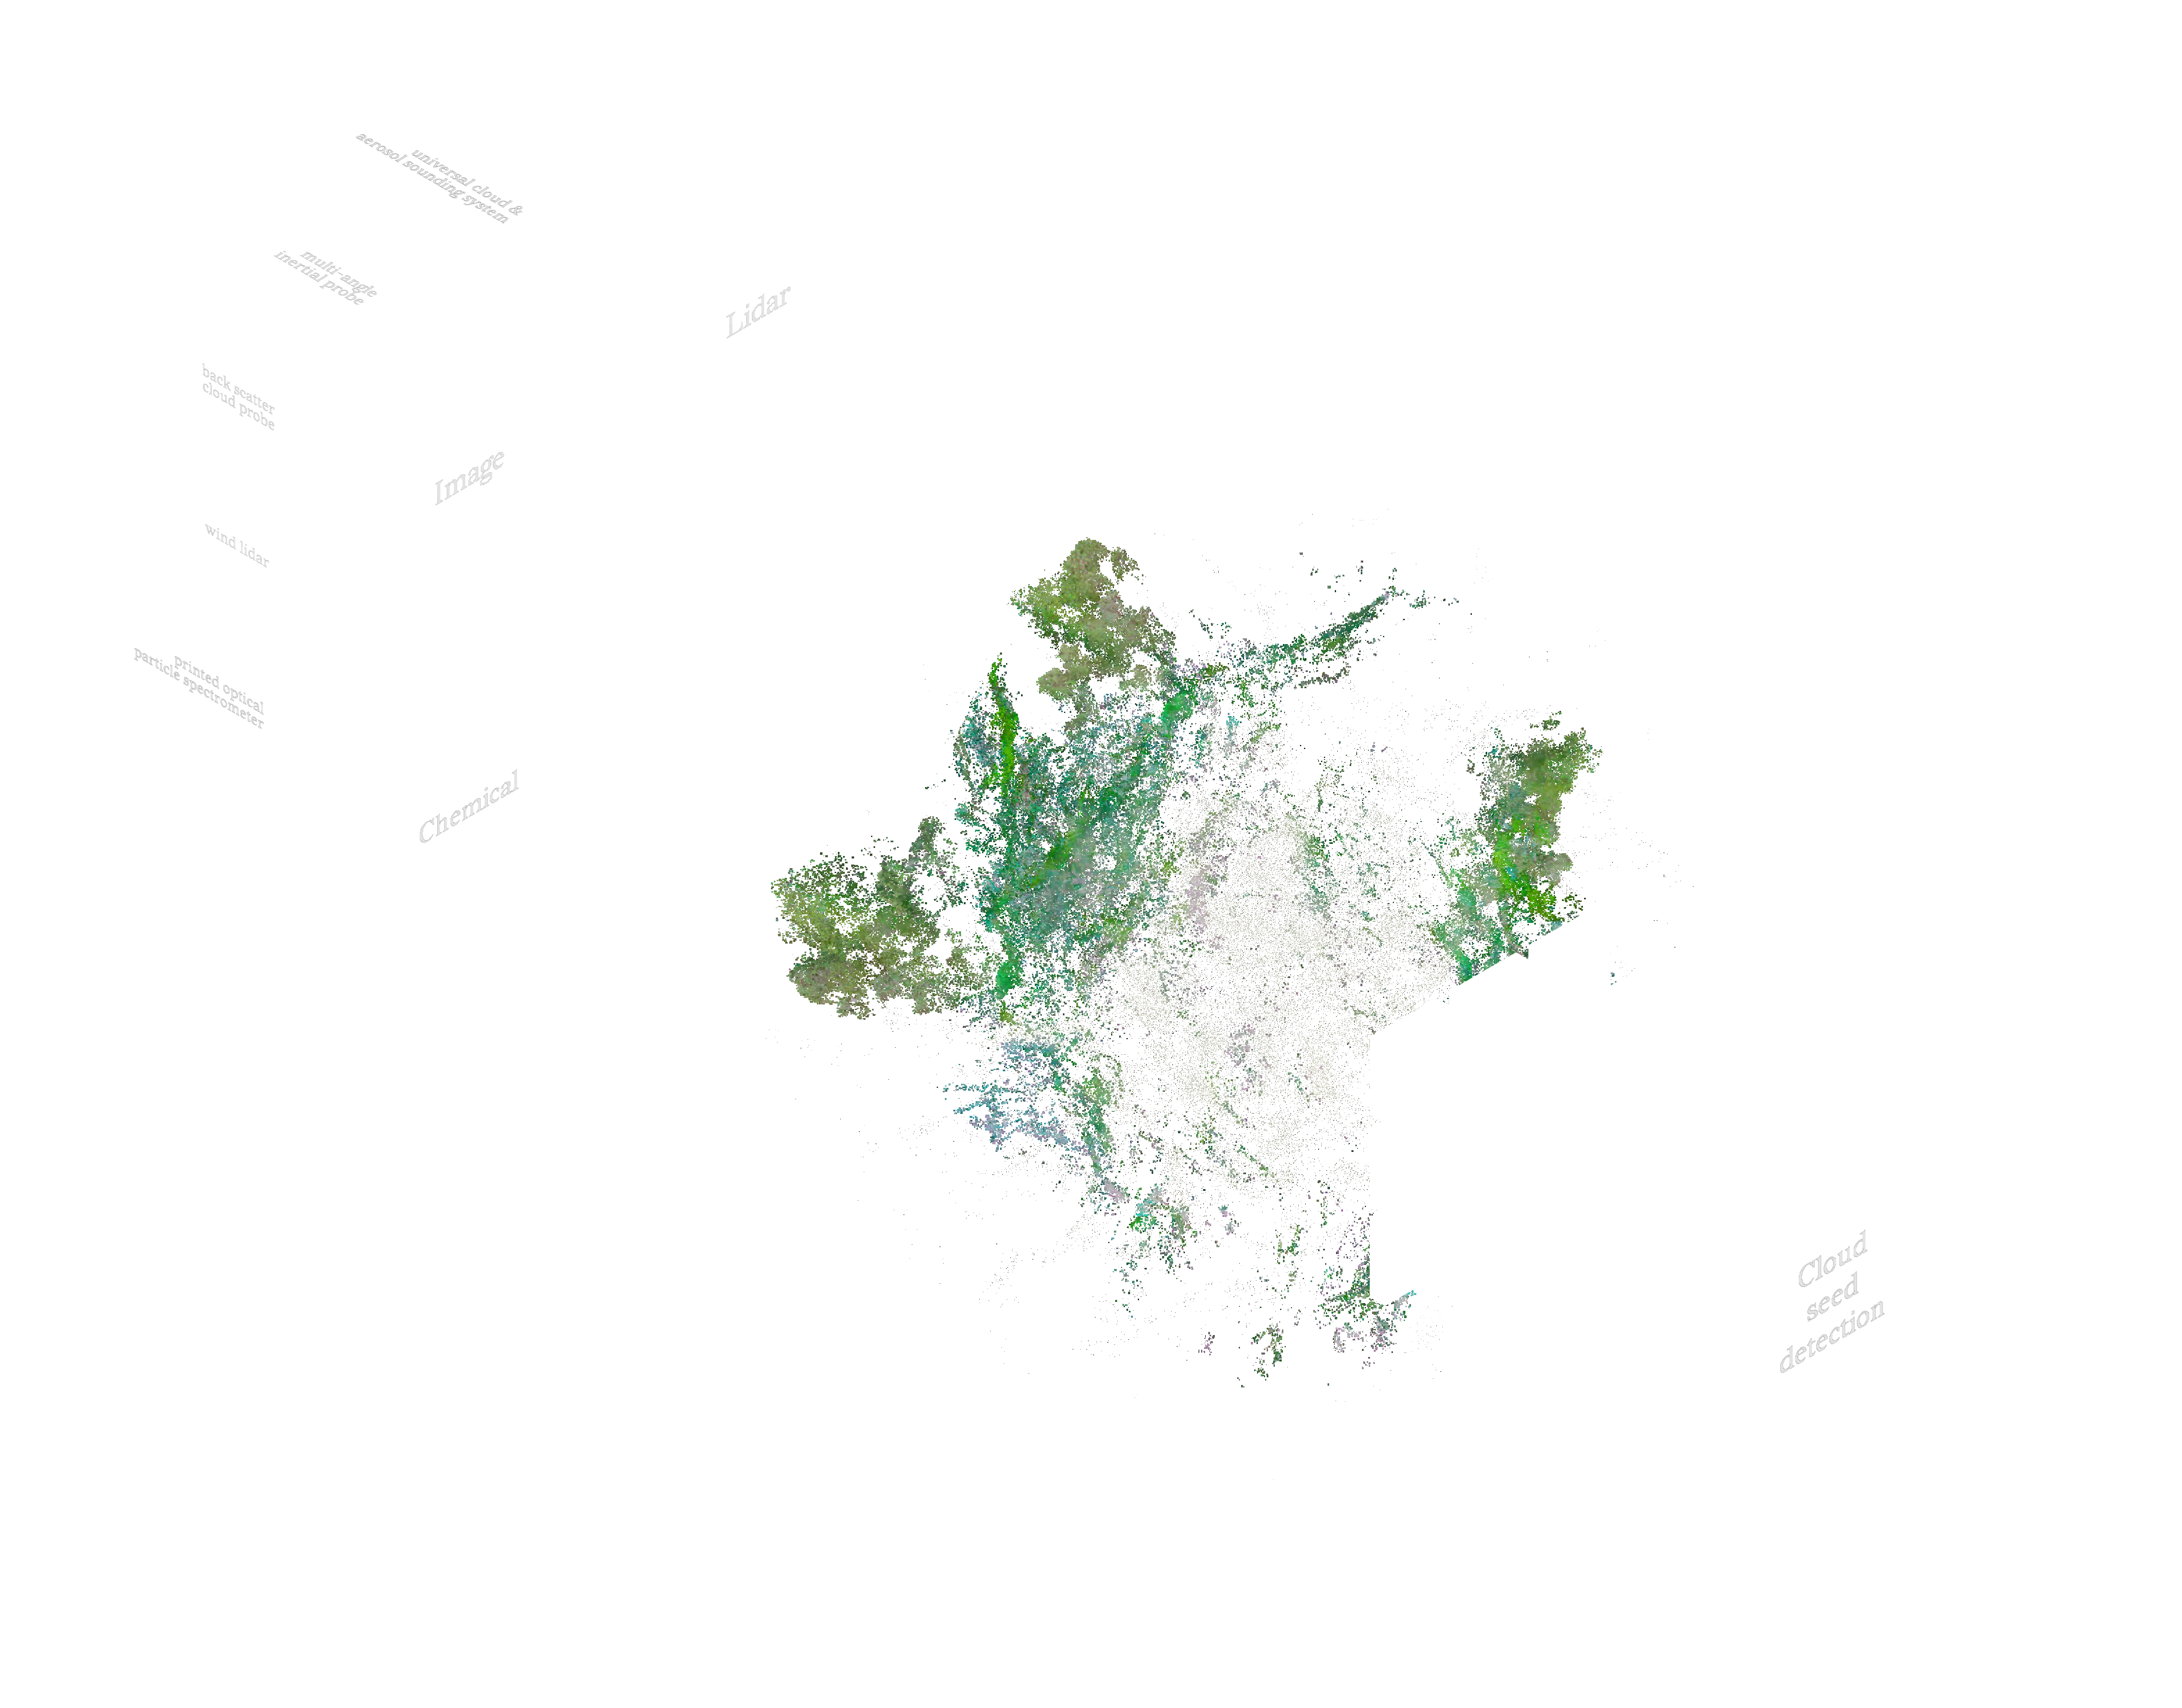 universal cloud &
aerosol sounding system
multi-angle
inertial probe
Lidar
back scatter
cloud probe
Image
wind lidar
printed optical
particle spectrometer
Chemical
Cloud
seed
detection